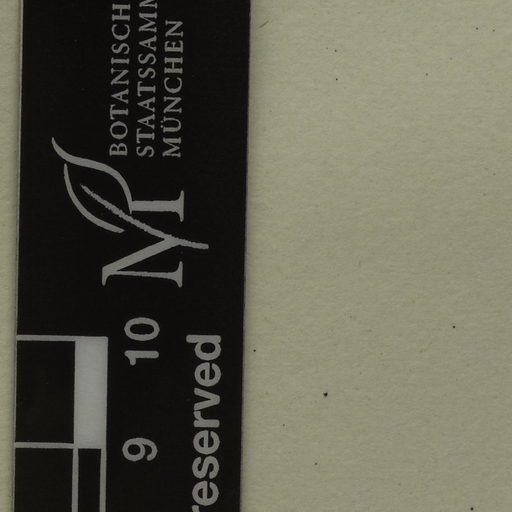 BOTANISCH
STAATSSAMM
MÜNCHEN
M
9 10
reserved